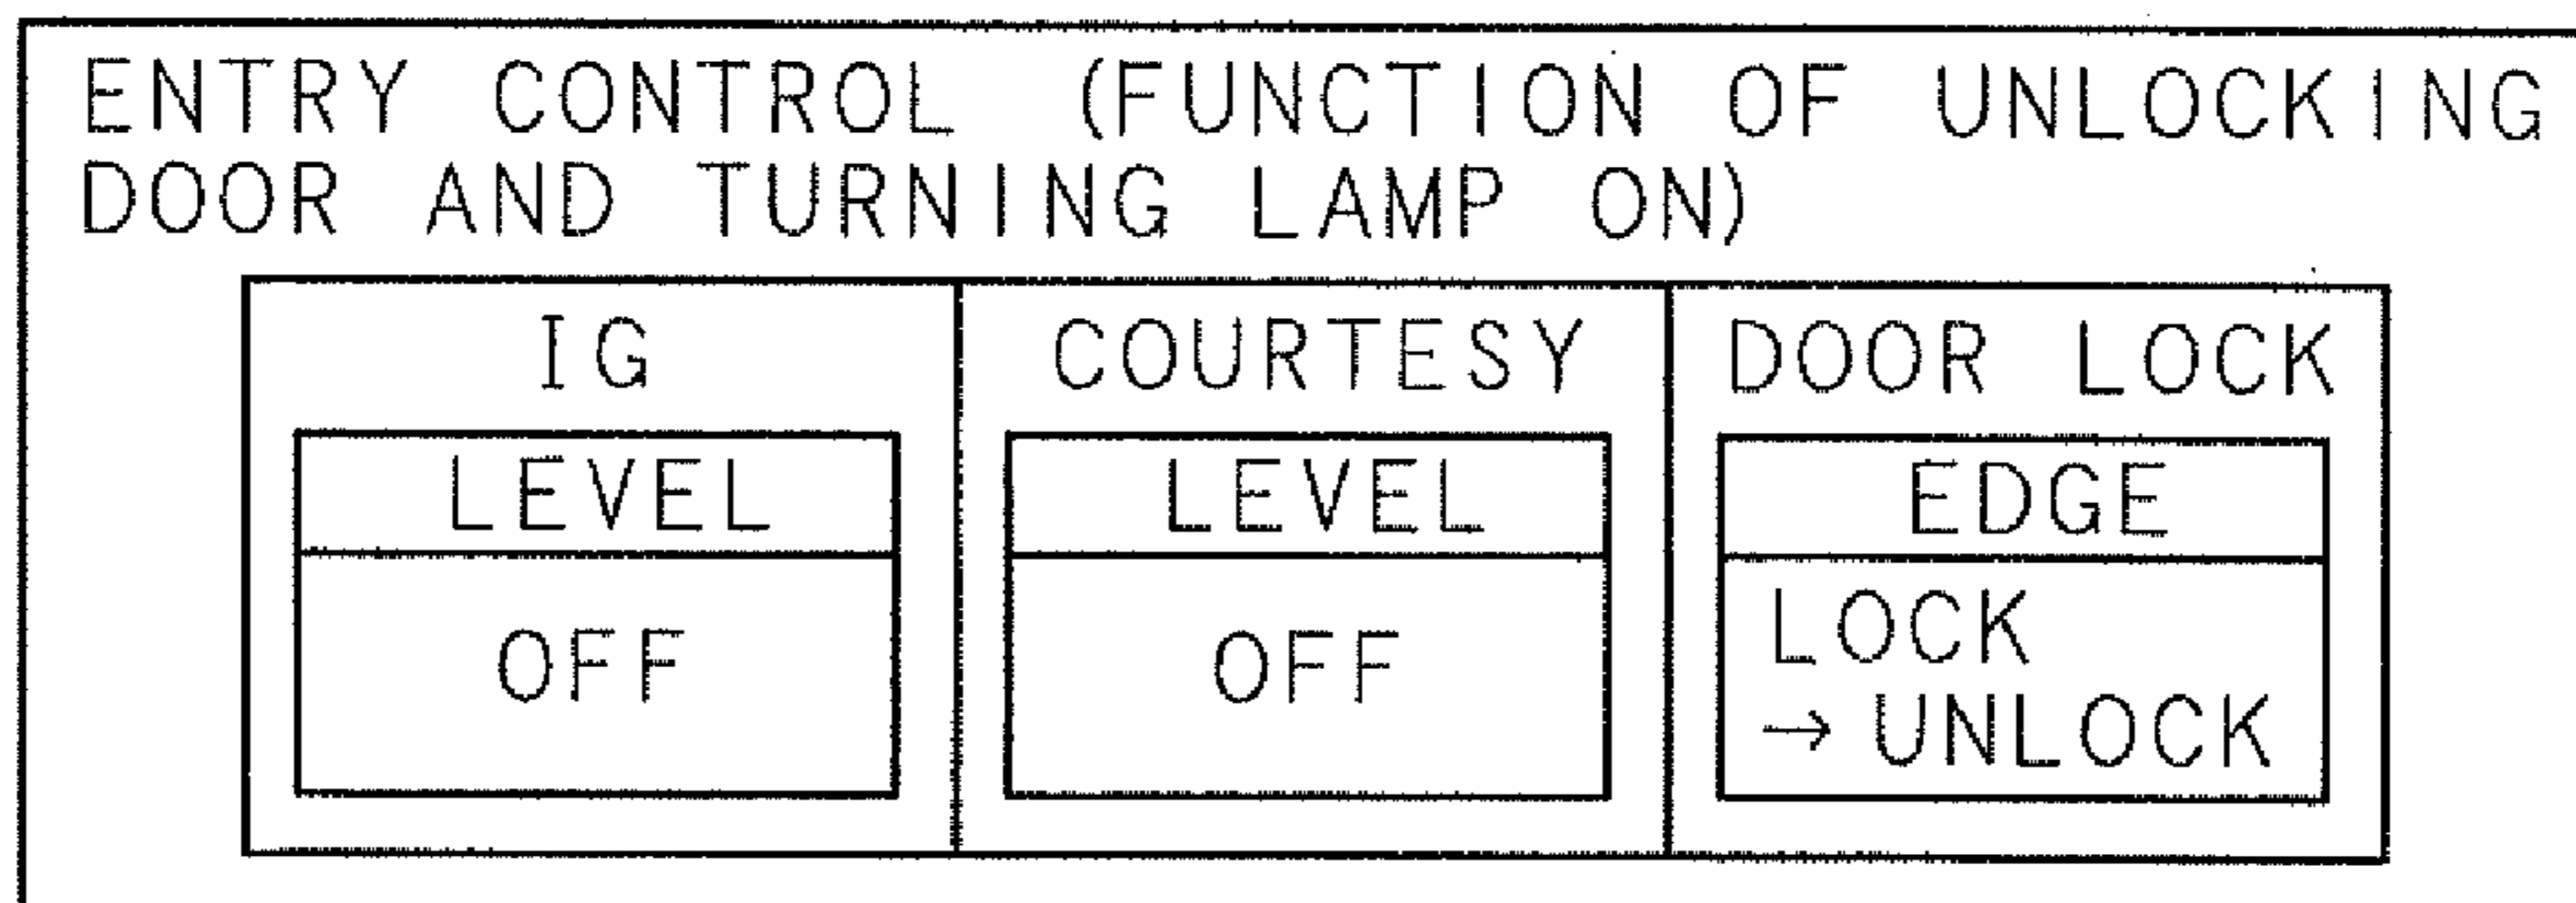 ENTRY CONTROL (FUNCTION OF UNLOCKING
DOOR AND TURNING LAMP ON)
IG COURTESY DOOR LOCK
LEVEL LEVEL EDGE
OFF OFF LOCK
→ UNLOCK